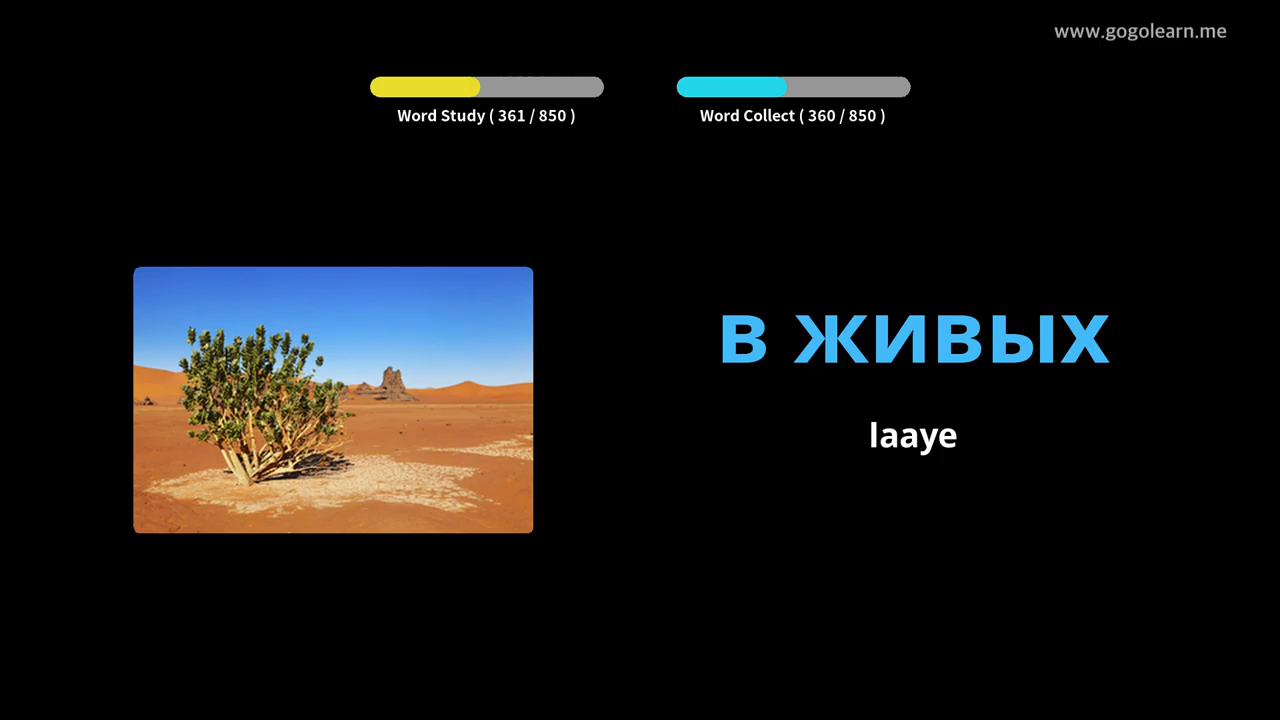 www.gogolearn.me
Word Study ( 361 / 850 )
Word Collect ( 360 / 850 )
в живых
laaye